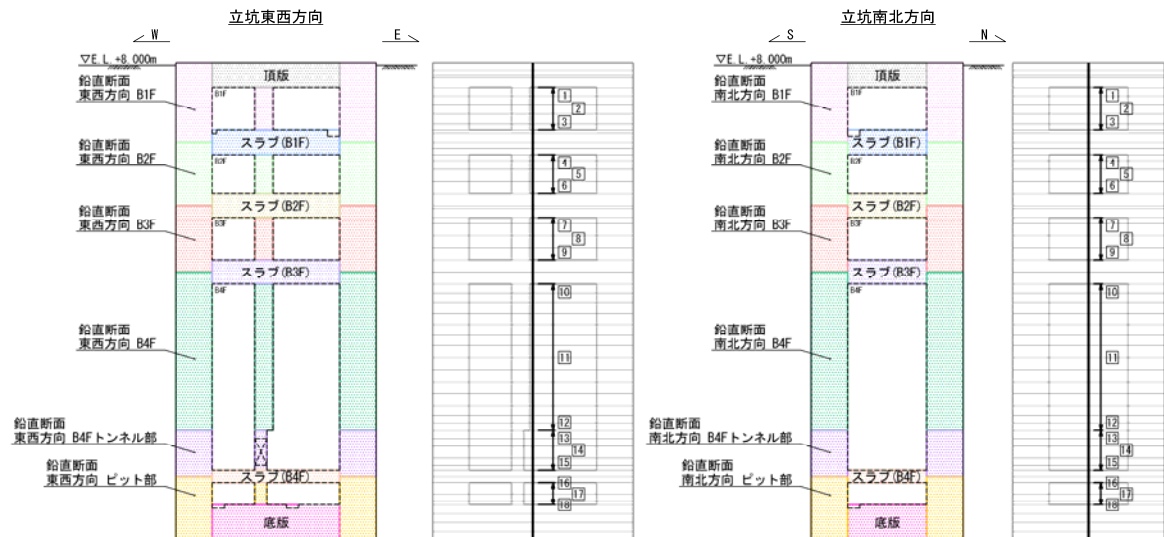 立坑東西方向
W
E
▽E.L.+8.000m
頂版
鉛直断面
東西方向 B1F
B1F
スラブ(B1F)
鉛直断面
東西方向 B2F
B2F
スラブ(B2F)
鉛直断面
東西方向 B3F
B3F
スラブ(B3F)
B4F
鉛直断面
東西方向 B4F
鉛直断面
東西方向 B4Fトンネル部
鉛直断面
東西方向 ピット部
スラブ(B4F)
底版
1
2
3
4
5
6
7
8
9
10
11
12
13
14
15
16
17
18
立坑南北方向
S
N
▽E.L.+8.000m
頂版
鉛直断面
南北方向 B1F
B1F
スラブ(B1F)
鉛直断面
南北方向 B2F
B2F
スラブ(B2F)
鉛直断面
南北方向 B3F
B3F
スラブ(B3F)
B4F
鉛直断面
南北方向 B4F
鉛直断面
南北方向 B4Fトンネル部
鉛直断面
南北方向 ピット部
スラブ(B4F)
底版
1
2
3
4
5
6
7
8
9
10
11
12
13
14
15
16
17
18